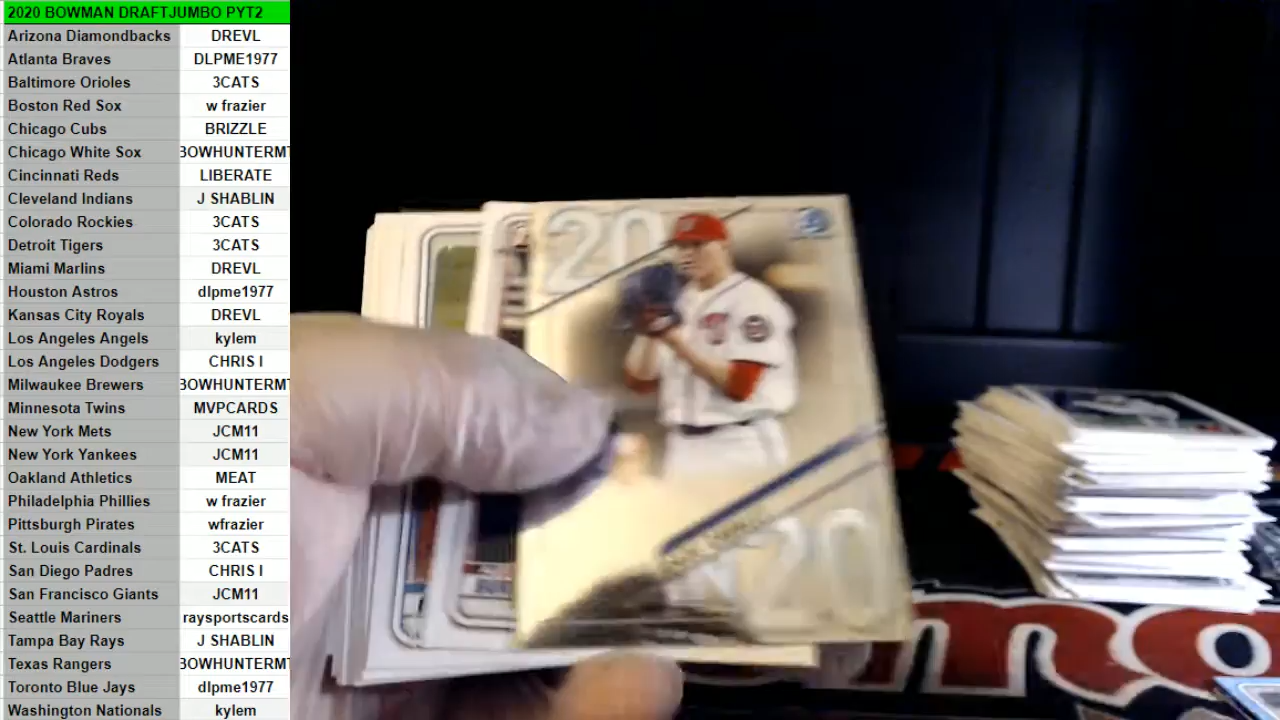 2020 BOWMAN DRAFTJUMBO PYT2
Arizona Diamondbacks DREVL
Atlanta Braves DLPME1977
Baltimore Orioles 3CATS
Boston Red Sox w frazier
Chicago Cubs BRIZZLE
Chicago White Sox BOWHUNTERMT
Cincinnati Reds LIBERATE
Cleveland Indians J SHABLIN
Colorado Rockies 3CATS
Detroit Tigers 3CATS
Miami Marlins DREVL
Houston Astros dlpme1977
Kansas City Royals DREVL
Los Angeles Angels kylem
Los Angeles Dodgers CHRIS I
Milwaukee Brewers BOWHUNTERMT
Minnesota Twins MVPCARDS
New York Mets JCM11
New York Yankees JCM11
Oakland Athletics MEAT
Philadelphia Phillies w frazier
Pittsburgh Pirates wfrazier
St. Louis Cardinals 3CATS
San Diego Padres CHRIS I
San Francisco Giants JCM11
Seattle Mariners raysportscards
Tampa Bay Rays J SHABLIN
Texas Rangers BOWHUNTERMT
Toronto Blue Jays dlpme1977
Washington Nationals kylem
20
20